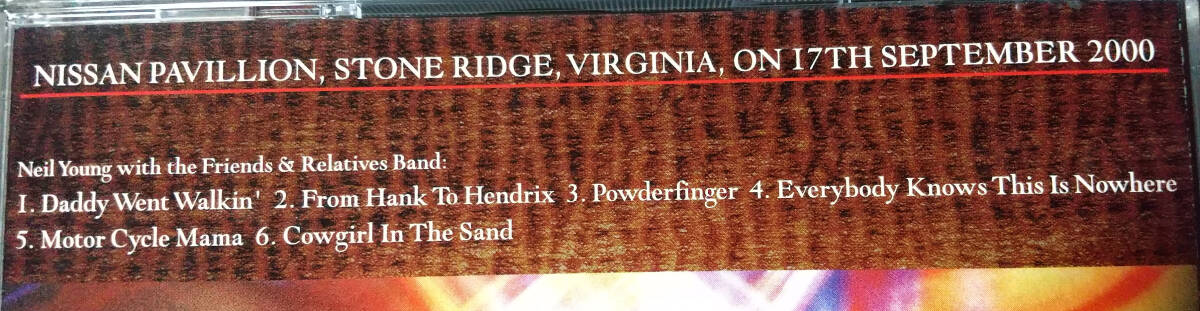 NISSAN PAVILLION, STONE RIDGE, VIRGINIA, ON 17TH SEPTEMBER 2000
Neil Young with the Friends & Relatives Band:
1. Daddy Went Walkin' 2. From Hank To Hendrix 3. Powderfinger 4. Everybody Knows This Is Nowhere
5. Motor Cycle Mama 6. Cowgirl In The Sand